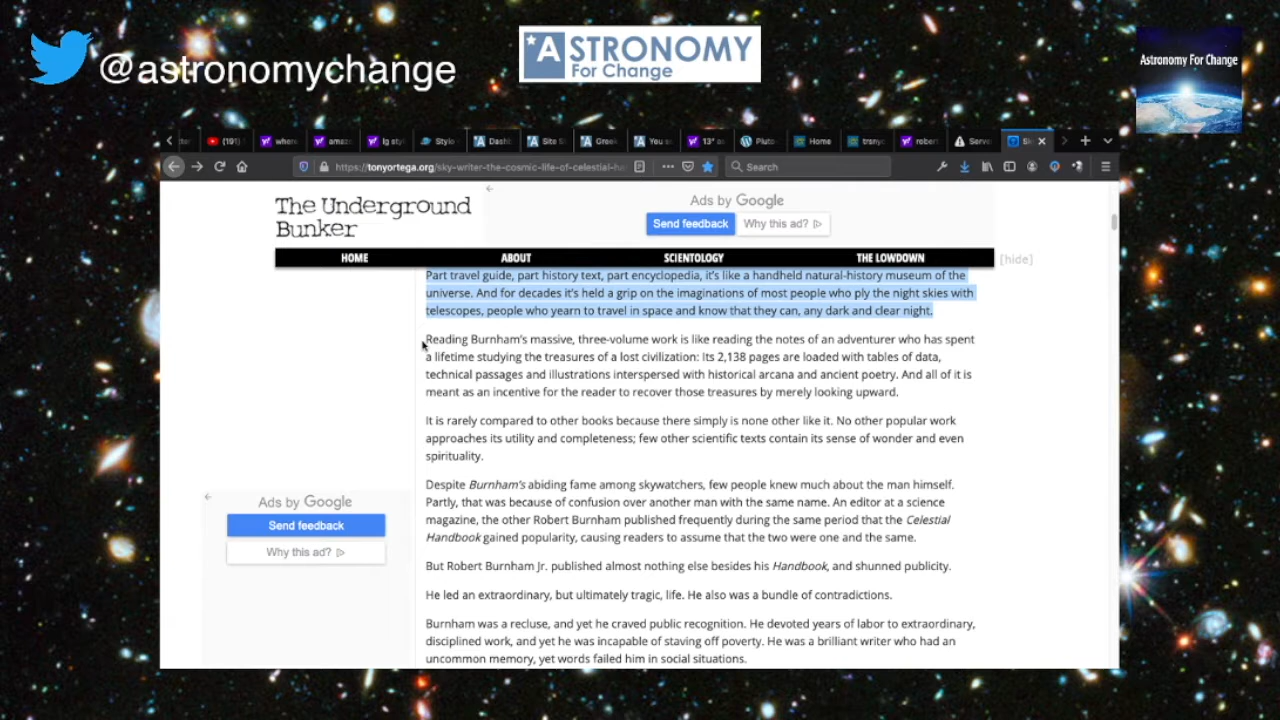 @astronomychange
ASTRONOMY
For Change
Astronomy For Change
(191)
where
amaz
Ig sty
Style
Dasht
Site S
Greek
You a
13°
Pluto
Home
trany
robert
Serve
https://tonyortega.org/sky-writer-the-cosmic-life-of-celestial-ha
Search
The Underground
Bunker
Ads by Google
Send feedback
Why this ad?
HOME
ABOUT
SCIENTOLOGY
THE LOWDOWN
[hide]
Part travel guide, part history text, part encyclopedia, it's like a handheld natural-history museum of the
universe. And for decades it's held a grip on the imaginations of most people who ply the night skies with
telescopes, people who yearn to travel in space and know that they can, any dark and clear night.
Reading Burnham's massive, three-volume work is like reading the notes of an adventurer who has spent
a lifetime studying the treasures of a lost civilization: Its 2,138 pages are loaded with tables of data,
technical passages and illustrations interspersed with historical arcana and ancient poetry. And all of it is
meant as an incentive for the reader to recover those treasures by merely looking upward.
It is rarely compared to other books because there simply is none other like it. No other popular work
approaches its utility and completeness; few other scientific texts contain its sense of wonder and even
spirituality.
Despite Burnham's abiding fame among skywatchers, few people knew much about the man himself.
Partly, that was because of confusion over another man with the same name. An editor at a science
magazine, the other Robert Burnham published frequently during the same period that the Celestial
Handbook gained popularity, causing readers to assume that the two were one and the same.
But Robert Burnham Jr. published almost nothing else besides his Handbook, and shunned publicity.
He led an extraordinary, but ultimately tragic, life. He also was a bundle of contradictions.
Burnham was a recluse, and yet he craved public recognition. He devoted years of labor to extraordinary,
disciplined work, and yet he was incapable of staving off poverty. He was a brilliant writer who had an
uncommon memory, yet words failed him in social situations.
Ads by Google
Send feedback
Why this ad?